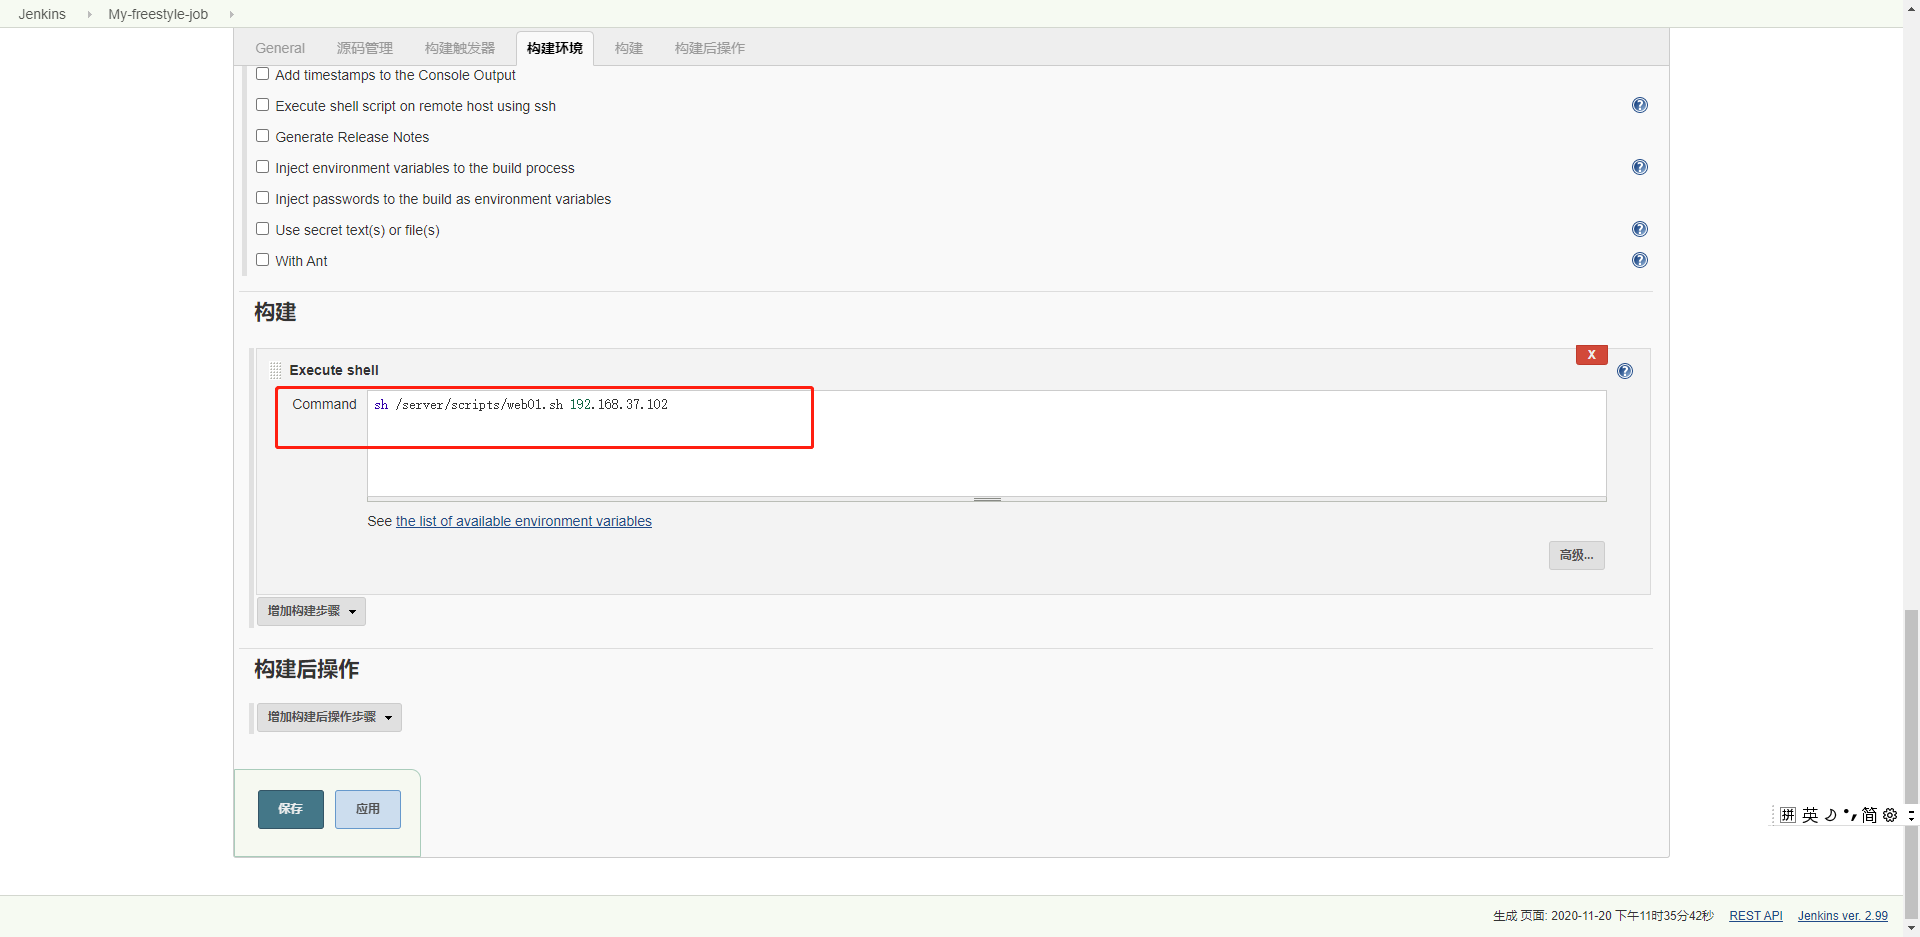 Jenkins My-freestyle-job
General 源码管理 构建触发器 构建环境 构建 构建后操作
Add timestamps to the Console Output
Execute shell script on remote host using ssh
Generate Release Notes
Inject environment variables to the build process
Inject passwords to the build as environment variables
Use secret text(s) or file(s)
With Ant
构建
X
Execute shell
Command sh /server/scripts/web01.sh 192.168.37.102
See the list of available environment variables
高级...
增加构建步骤
构建后操作
增加构建后操作步骤
保存 应用
拼 英 简
生成 页面: 2020-11-20 下午11时35分42秒 REST API Jenkins ver. 2.99